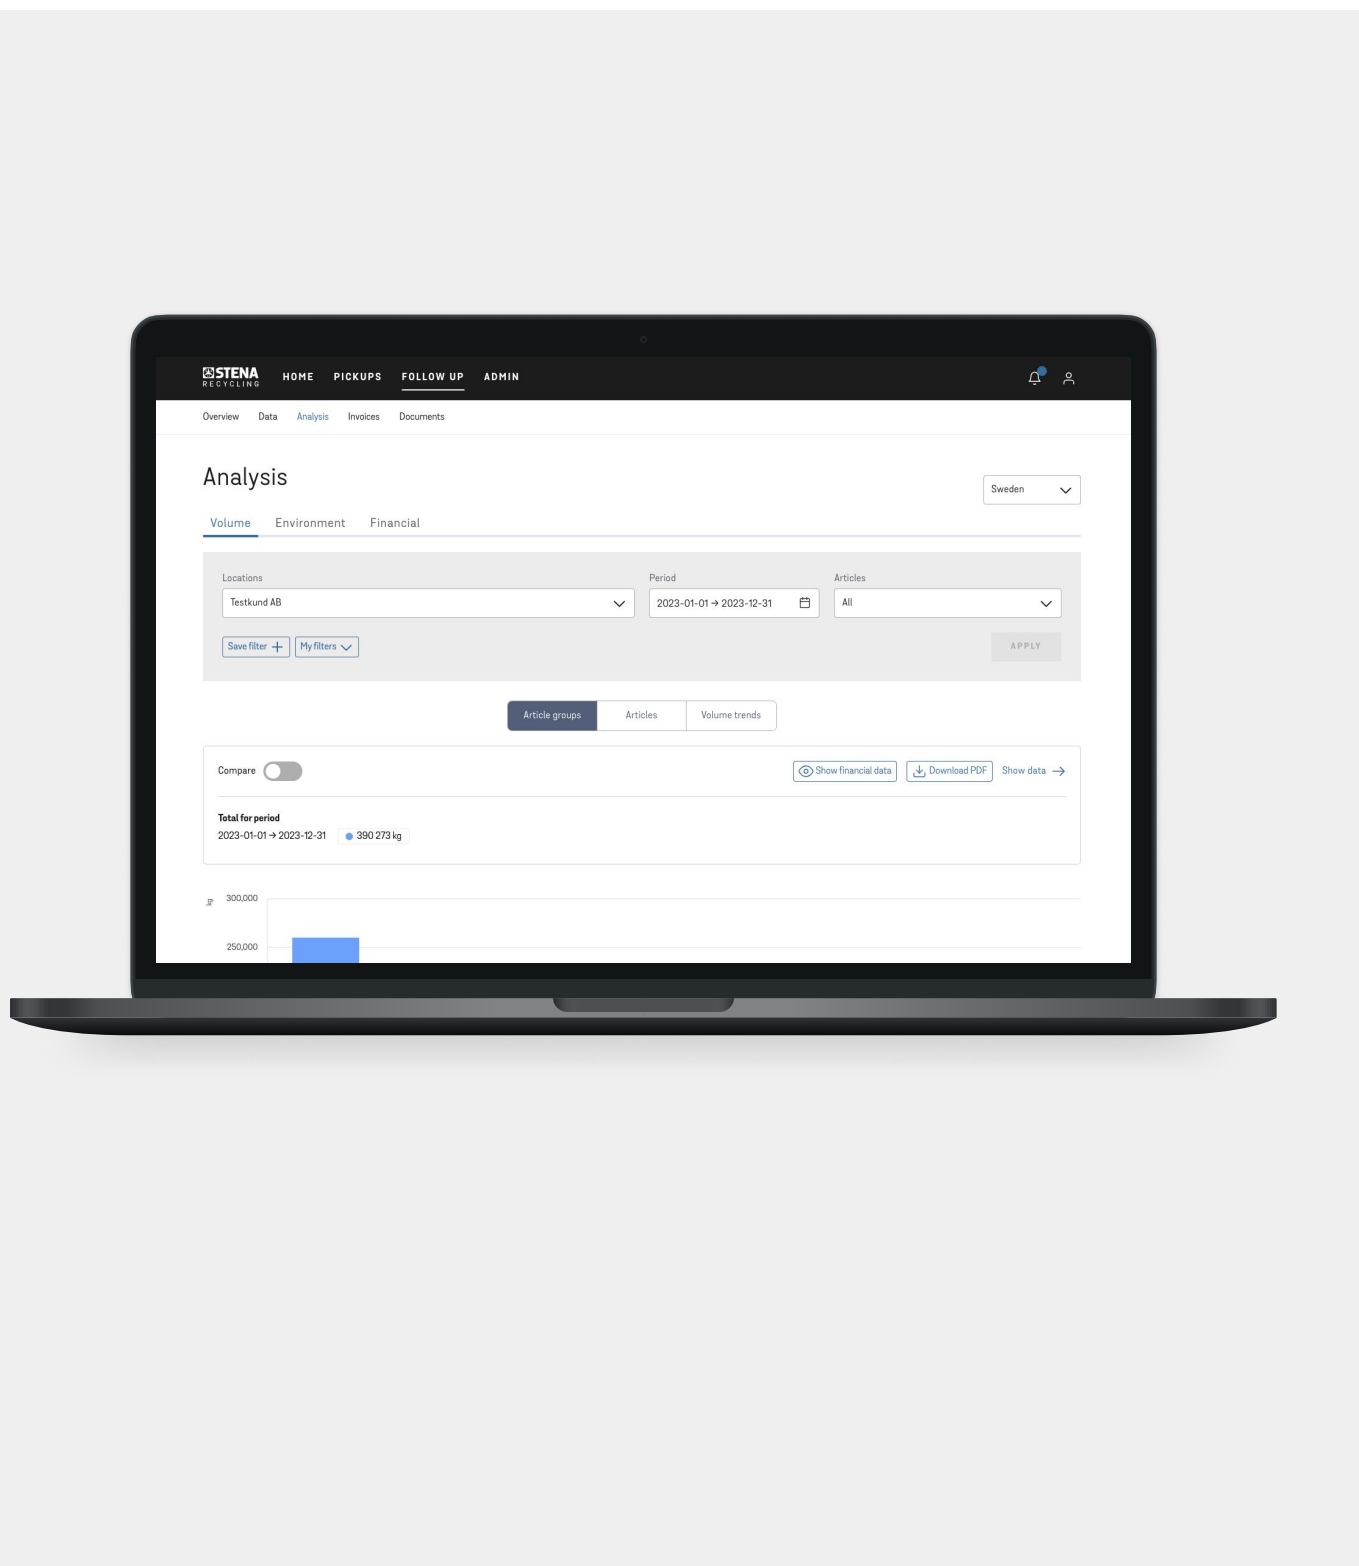 STENA
RECYCLING
HOME PICKUPS FOLLOW UP ADMIN
Overview Data Analysis Invoices Documents
Analysis
Sweden
Volume Environment Financial
Locations Period Articles
Testkund AB 2023-01-01 → 2023-12-31 All
Save filter My filters APPLY
Article groups Articles Volume trends
Compare Show financial data Download PDF Show data →
Total for period
2023-01-01 → 2023-12-31 390 273 kg
kg 300,000
250,000